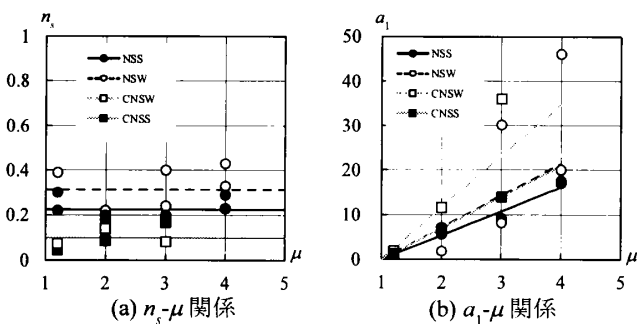 n_s
a_1
1
0.8
0.6
0.4
0.2
0
NSS
NSW
CNSW
CNSS
1 2 3 4 5
μ
50
40
30
20
10
0
NSS
NSW
CNSW
CNSS
1 2 3 4 5
μ
(a) n_s-μ 関係
(b) a_1-μ 関係